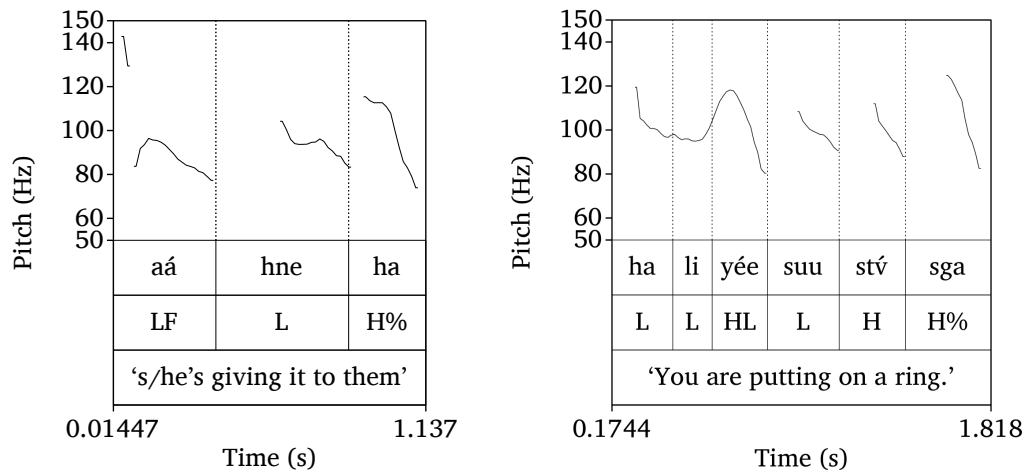 150
140
120
100
80
60
50
Pitch (Hz)
aá hne ha
LF L H%
‘s/he’s giving it to them’
0.01447 1.137
Time (s)
150
140
120
100
80
60
50
Pitch (Hz)
ha li yée suu stv́ sga
L L HL L H H%
‘You are putting on a ring.’
0.1744 1.818
Time (s)